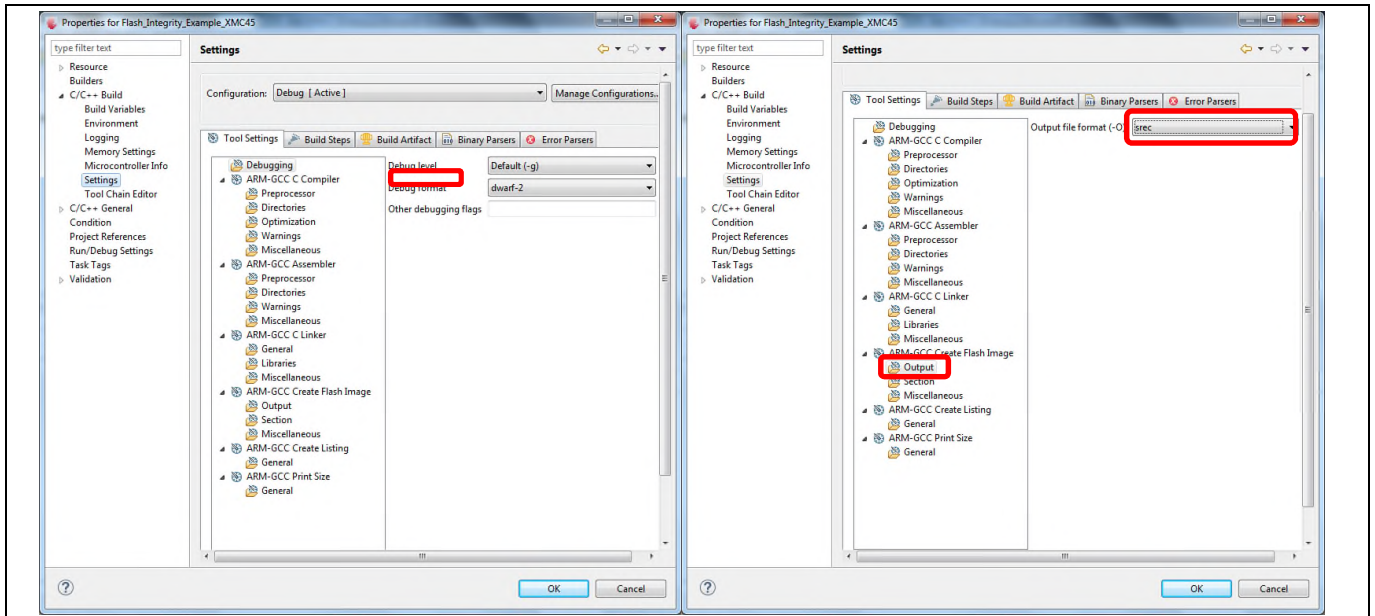 Properties for Flash_Integrity_Example_XMC45
type filter text
Settings
Resource
Builders
C/C++ Build
Build Variables
Environment
Logging
Memory Settings
Microcontroller Info
Settings
Tool Chain Editor
C/C++ General
Condition
Project References
Run/Debug Settings
Task Tags
Validation
Configuration: Debug [ Active ]
Manage Configurations...
Tool Settings Build Steps Build Artifact Binary Parsers Error Parsers
Debugging
ARM-GCC C Compiler
Preprocessor
Directories
Optimization
Warnings
Miscellaneous
ARM-GCC Assembler
Preprocessor
Directories
Warnings
Miscellaneous
ARM-GCC C Linker
General
Libraries
Miscellaneous
ARM-GCC Create Flash Image
Output
Section
Miscellaneous
ARM-GCC Create Listing
General
ARM-GCC Print Size
General
Debug level Default (-g)
Debug format dwarf-2
Other debugging flags
OK Cancel
Properties for Flash_Integrity_Example_XMC45
type filter text
Settings
Resource
Builders
C/C++ Build
Build Variables
Environment
Logging
Memory Settings
Microcontroller Info
Settings
Tool Chain Editor
C/C++ General
Condition
Project References
Run/Debug Settings
Task Tags
Validation
Tool Settings Build Steps Build Artifact Binary Parsers Error Parsers
Debugging
ARM-GCC C Compiler
Preprocessor
Directories
Optimization
Warnings
Miscellaneous
ARM-GCC Assembler
Preprocessor
Directories
Warnings
Miscellaneous
ARM-GCC C Linker
General
Libraries
Miscellaneous
ARM-GCC Create Flash Image
Output
Section
Miscellaneous
ARM-GCC Create Listing
General
ARM-GCC Print Size
General
Output file format (-O) srec
OK Cancel